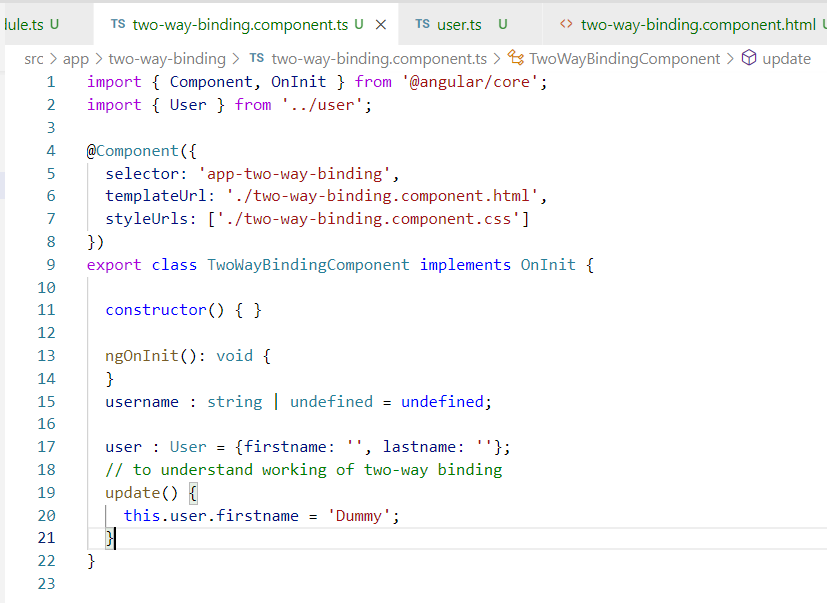 dule.ts U TS two-way-binding.component.ts U × TS user.ts U <> two-way-binding.component.html U
src > app > two-way-binding > TS two-way-binding.component.ts > TwoWayBindingComponent > update
1 import { Component, OnInit } from '@angular/core';
2 import { User } from '../user';
3
4 @Component({
5   selector: 'app-two-way-binding',
6   templateUrl: './two-way-binding.component.html',
7   styleUrls: ['./two-way-binding.component.css']
8 })
9 export class TwoWayBindingComponent implements OnInit {
10
11   constructor() { }
12
13   ngOnInit(): void {
14   }
15   username : string | undefined = undefined;
16
17   user : User = {firstname: '', lastname: ''};
18   // to understand working of two-way binding
19   update() {
20     this.user.firstname = 'Dummy';
21   }
22 }
23